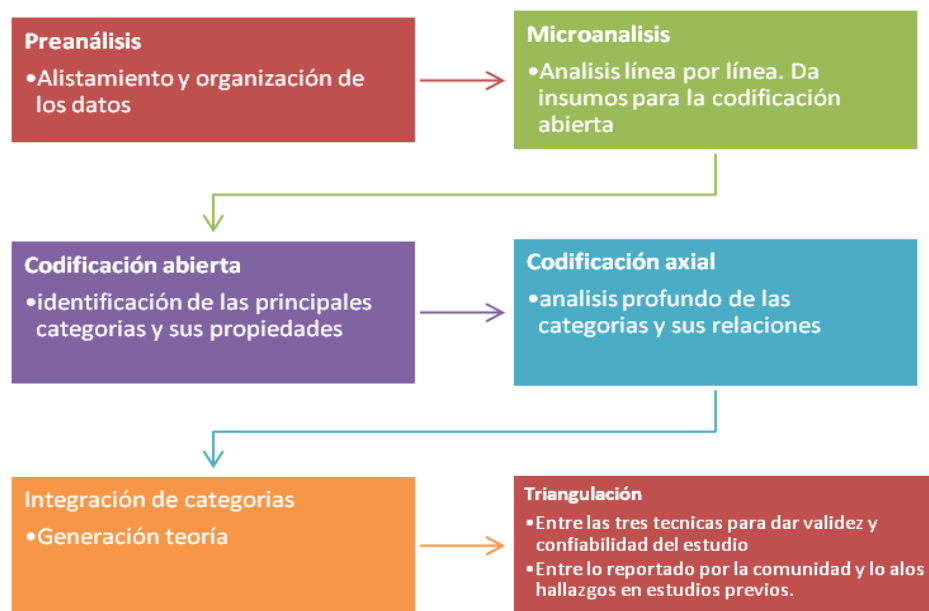 Preanálisis
•Alistamiento y organización de
los datos
Microanalisis
•Analisis línea por línea. Da
insumos para la codificación
abierta
Codificación abierta
•identificación de las principales
categorias y sus propiedades
Codificación axial
•analisis profundo de las
categorias y sus relaciones
Integración de categorias
•Generación teoría
Triangulación
•Entre las tres tecnicas para dar validez y
confiabilidad del estudio
•Entre lo reportado por la comunidad y lo alos
hallazgos en estudios previos.